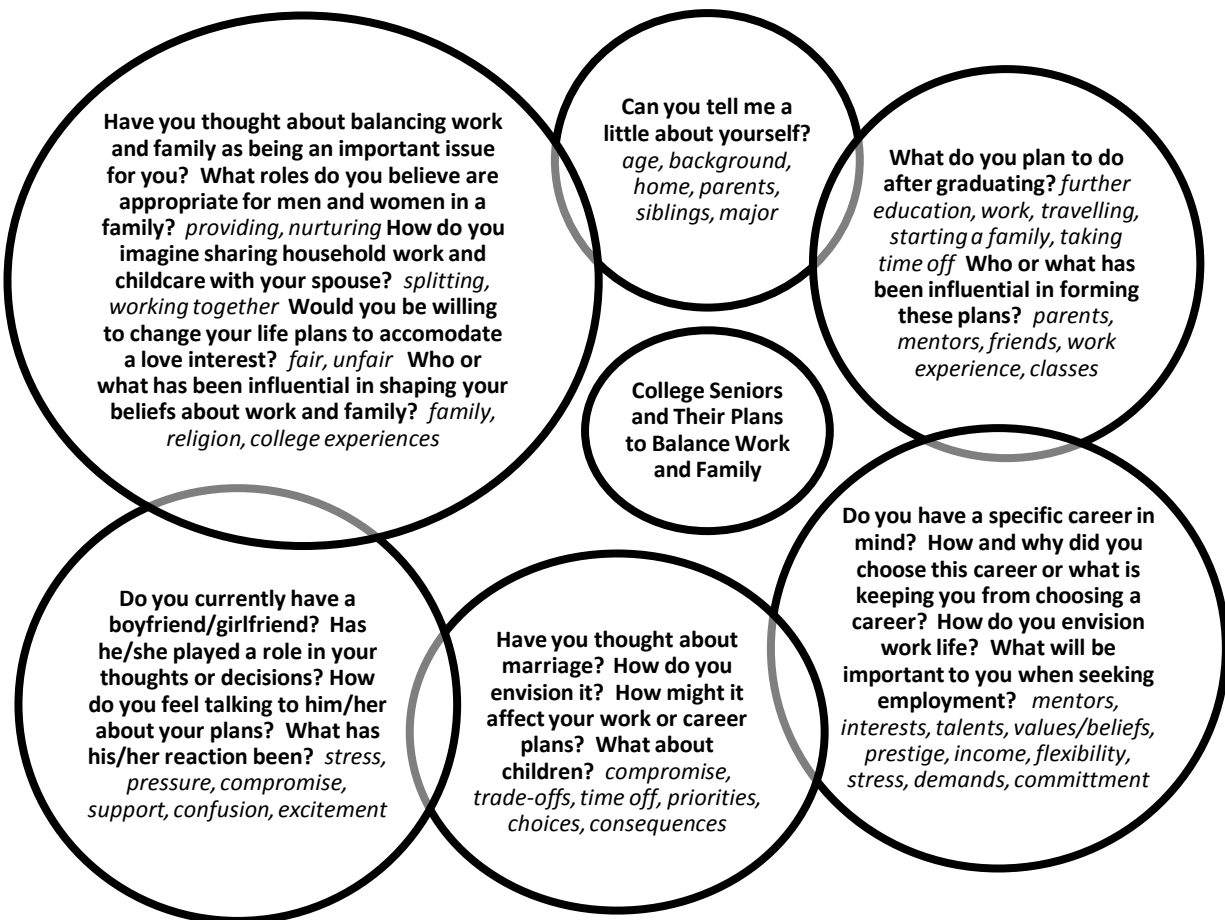 Have you thought about balancing work
and family as being an important issue
for you?  What roles do you believe are
appropriate for men and women in a
family?  providing, nurturing How do you
imagine sharing household work and
childcare with your spouse?  splitting,
working together  Would you be willing
to change your life plans to accomodate
a love interest?  fair, unfair  Who or
what has been influential in shaping your
beliefs about work and family?  family,
religion, college experiences
Can you tell me a
little about yourself?
age, background,
home, parents,
siblings, major
What do you plan to do
after graduating? further
education, work, travelling,
starting a family, taking
time off  Who or what has
been influential in forming
these plans?  parents,
mentors, friends, work
experience, classes
College Seniors
and Their Plans
to Balance Work
and Family
Do you have a specific career in
mind?  How and why did you
choose this career or what is
keeping you from choosing a
career?  How do you envision
work life?  What will be
important to you when seeking
employment?  mentors,
interests, talents, values/beliefs,
prestige, income, flexibility,
stress, demands, committment
Have you thought about
marriage?  How do you
envision it?  How might it
affect your work or career
plans?  What about
children?  compromise,
trade-offs, time off, priorities,
choices, consequences
Do you currently have a
boyfriend/girlfriend?  Has
he/she played a role in your
thoughts or decisions? How
do you feel talking to him/her
about your plans?  What has
his/her reaction been?  stress,
pressure, compromise,
support, confusion, excitement